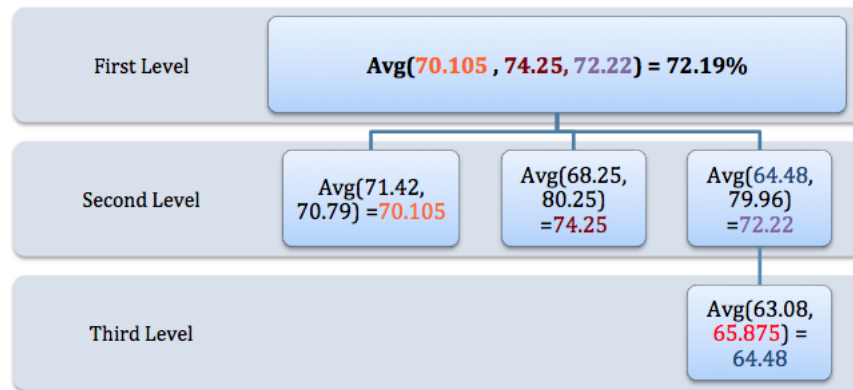 First Level
Avg(70.105 , 74.25, 72.22) = 72.19%
Second Level
Avg(71.42,
70.79) =70.105
Avg(68.25,
80.25)
=74.25
Avg(64.48,
79.96)
=72.22
Third Level
Avg(63.08,
65.875) =
64.48